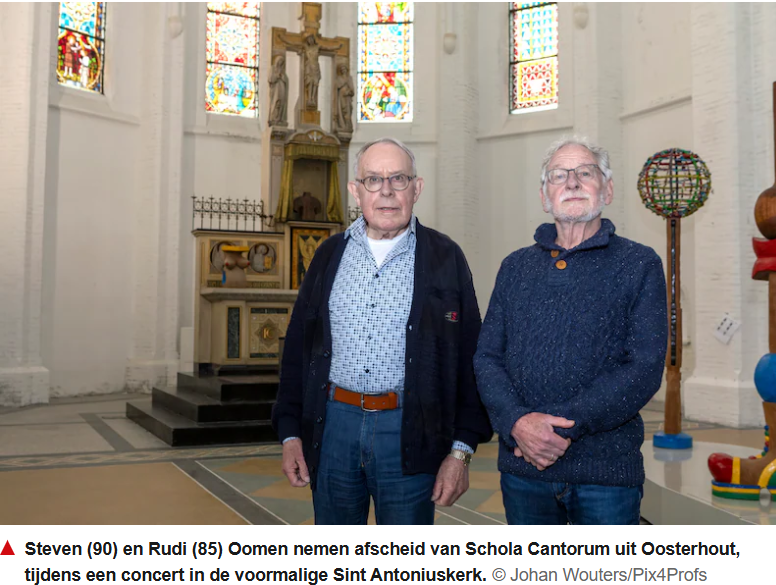 Steven (90) en Rudi (85) Oomen nemen afscheid van Schola Cantorum uit Oosterhout,
tijdens een concert in de voormalige Sint Antoniuskerk. © Johan Wouters/Pix4Profs